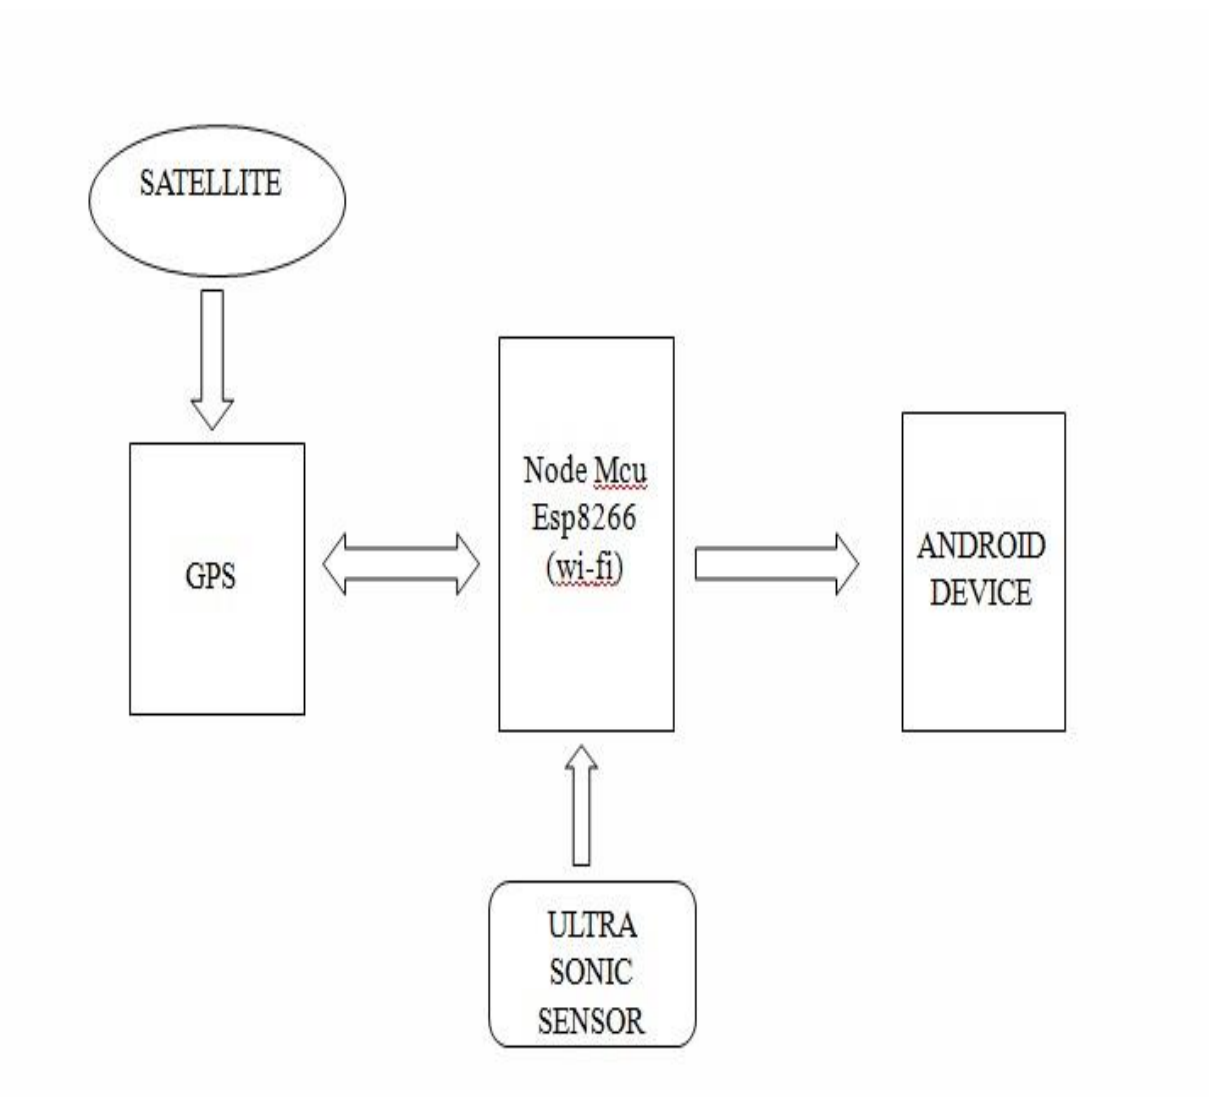 SATELLITE
GPS
Node Mcu
Esp8266
(wi-fi)
ANDROID
DEVICE
ULTRA
SONIC
SENSOR